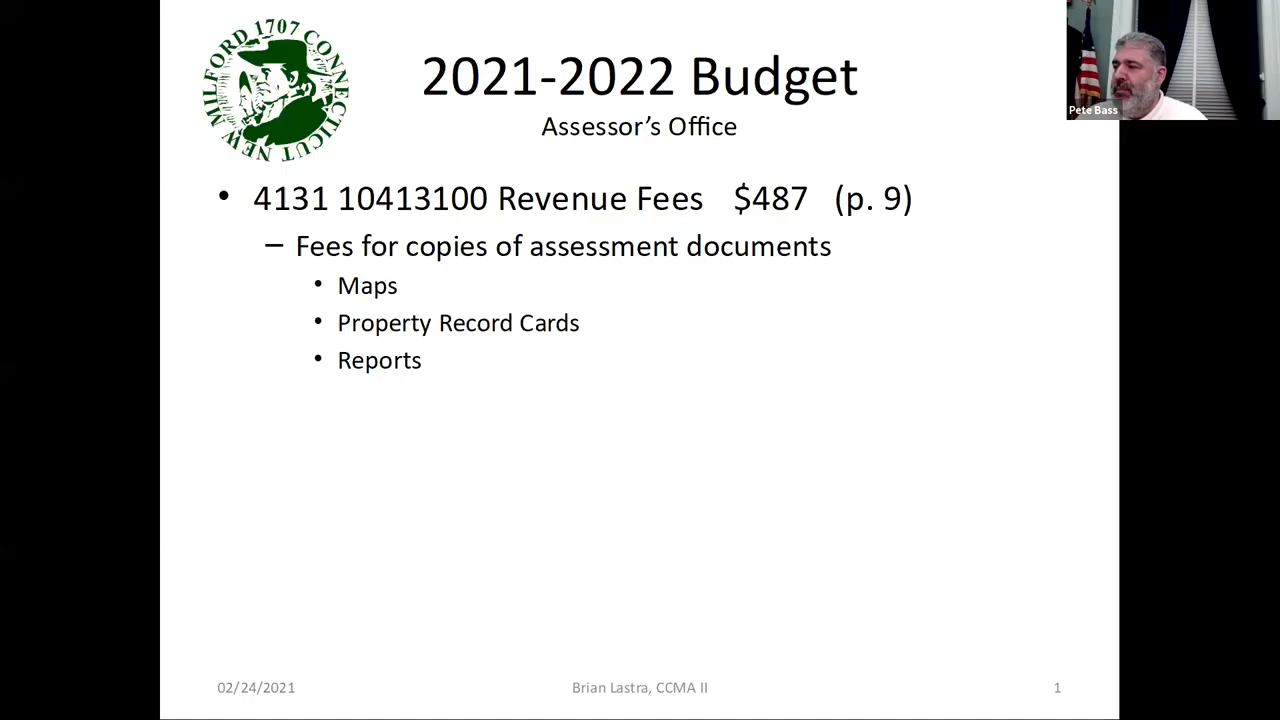 NEW MILFORD 1707 CONNECTICUT
2021-2022 Budget
Assessor's Office
Pete Bass
• 4131 10413100 Revenue Fees $487 (p. 9)
– Fees for copies of assessment documents
• Maps
• Property Record Cards
• Reports
02/24/2021
Brian Lastra, CCMA II
1